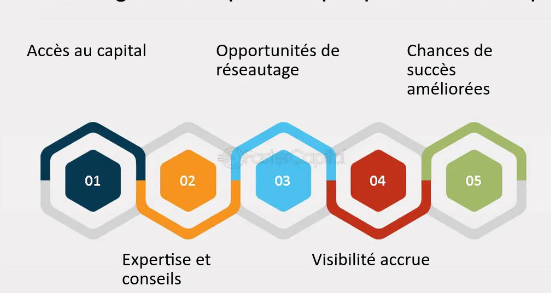 Accès au capital
Opportunités de
réseautage
Chances de
succès
améliorées
01
02
03
04
05
Expertise et
conseils
Visibilité accrue